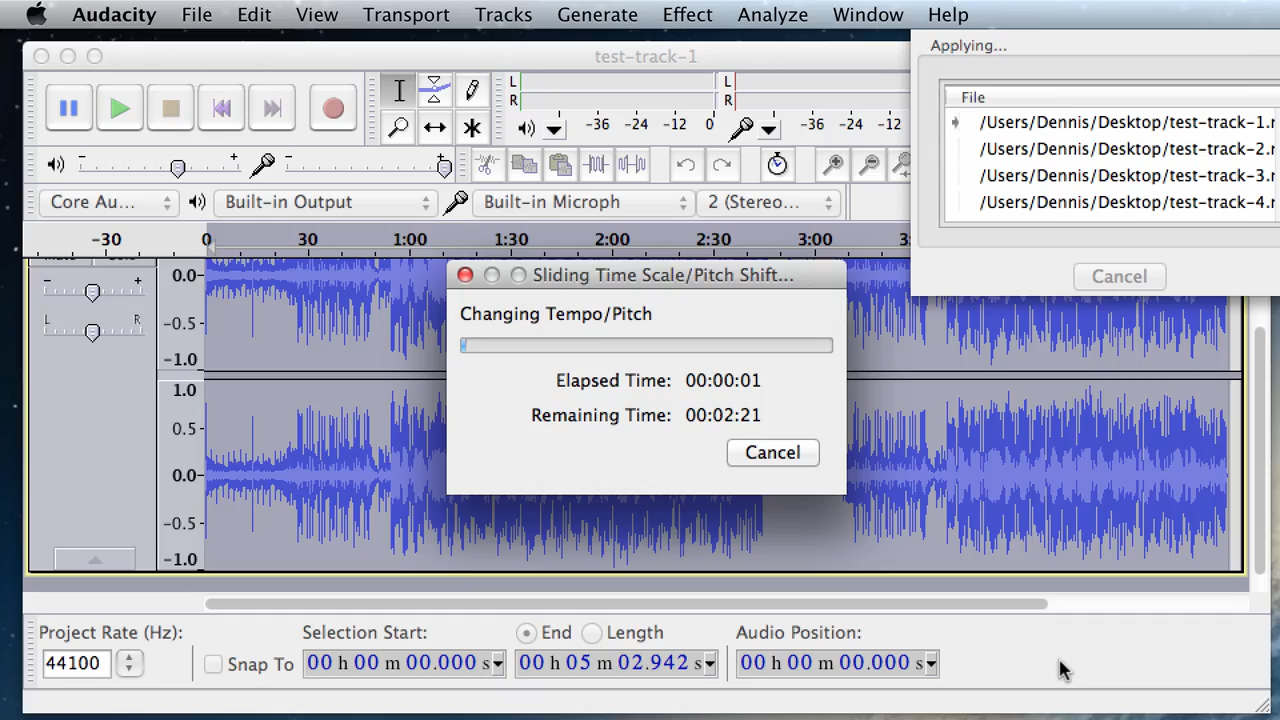 Audacity File Edit View Transport Tracks Generate Effect Analyze Window Help
test-track-1
Applying...
File
/Users/Dennis/Desktop/test-track-1.
/Users/Dennis/Desktop/test-track-2.
/Users/Dennis/Desktop/test-track-3.
/Users/Dennis/Desktop/test-track-4.
Cancel
L
R
-36 -24 -12 0
L
R
-36 -24 -12
- +
- +
Core Au...
Built-in Output
Built-in Microph
2 (Stereo...
-30 0 30 1:00 1:30 2:00 2:30 3:00
- +
L R
0.0
-0.5
-1.0
1.0
0.5
0.0
-0.5
-1.0
Sliding Time Scale/Pitch Shift...
Changing Tempo/Pitch
Elapsed Time: 00:00:01
Remaining Time: 00:02:21
Cancel
Project Rate (Hz):
44100
Snap To
Selection Start:
00 h 00 m 00.000 s
End Length
00 h 05 m 02.942 s
Audio Position:
00 h 00 m 00.000 s